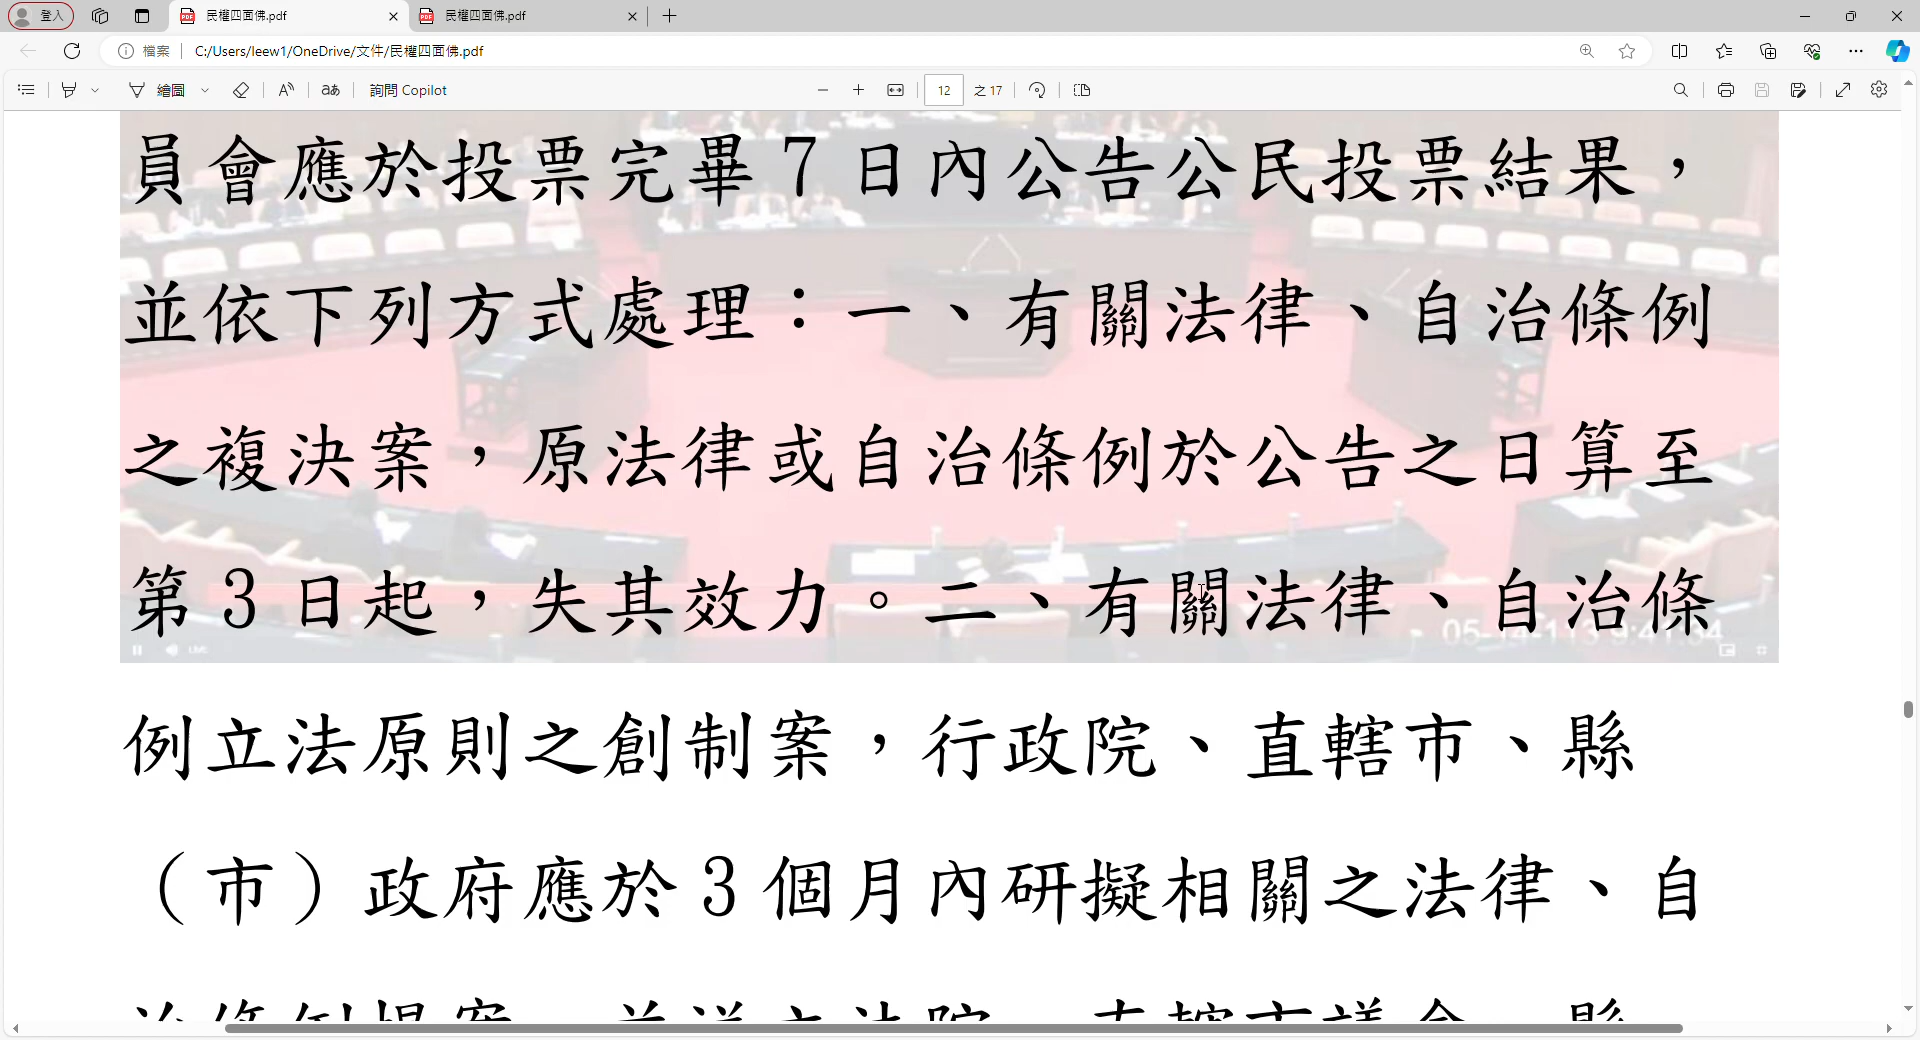 登入
民權四面佛.pdf
民權四面佛.pdf
檔案
C:/Users/leew1/OneDrive/文件/民權四面佛.pdf
繪圖
詢問 Copilot
12
之 17
員會應於投票完畢7日內公告公民投票結果，
並依下列方式處理：一、有關法律、自治條例
之複決案，原法律或自治條例於公告之日算至
第3日起，失其效力。二、有關法律、自治條
LIVE
例立法原則之創制案，行政院、直轄市、縣
（市）政府應於3個月內研擬相關之法律、自